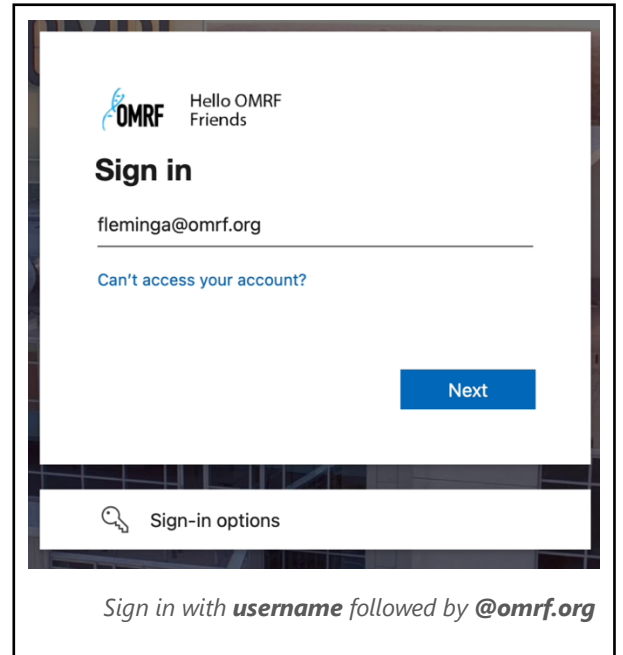 OMRF
Hello OMRF
Friends
Sign in
fleminga@omrf.org
Can't access your account?
Next
Sign-in options
Sign in with username followed by @omrf.org